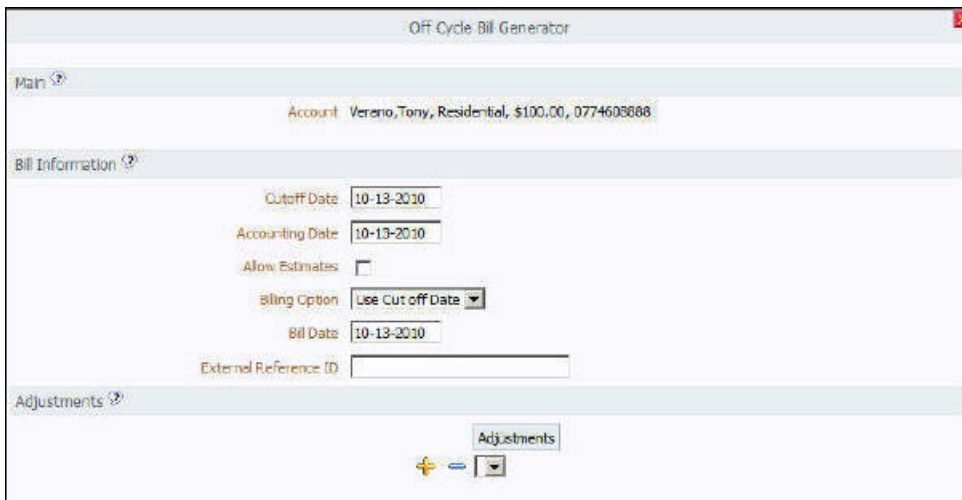 Off Cycle Bill Generator
Main
Account Vereno,Tony, Residential, $100.00, 0774608888
Bill Information
Cutoff Date 10-13-2010
Accounting Date 10-13-2010
Allow Estimates
Billing Option Use Cut off Date
Bill Date 10-13-2010
External Reference ID
Adjustments
Adjustments